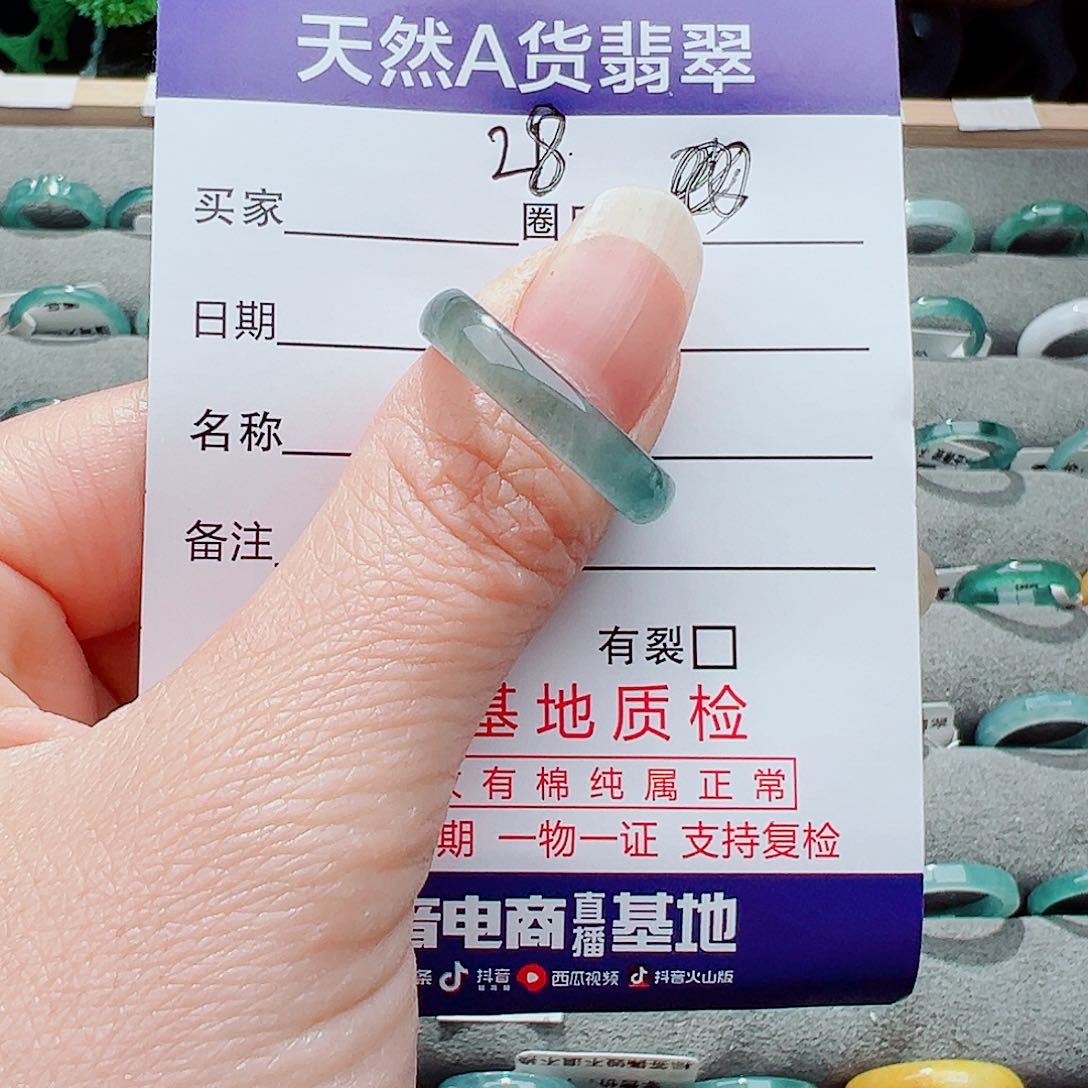 天然A货翡翠
28
买家 圈
日期
名称
备注
有裂□
基地质检
有棉纯属正常
期 一物一证 支持复检
音电商直播基地
条 抖音 西瓜视频 抖音火山版